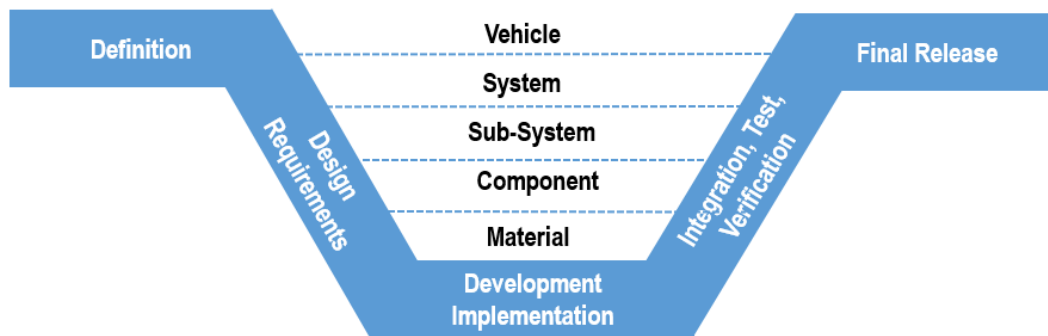 Definition
Design
Requirements
Vehicle
System
Sub-System
Component
Material
Development
Implementation
Integration, Test,
Verification
Final Release